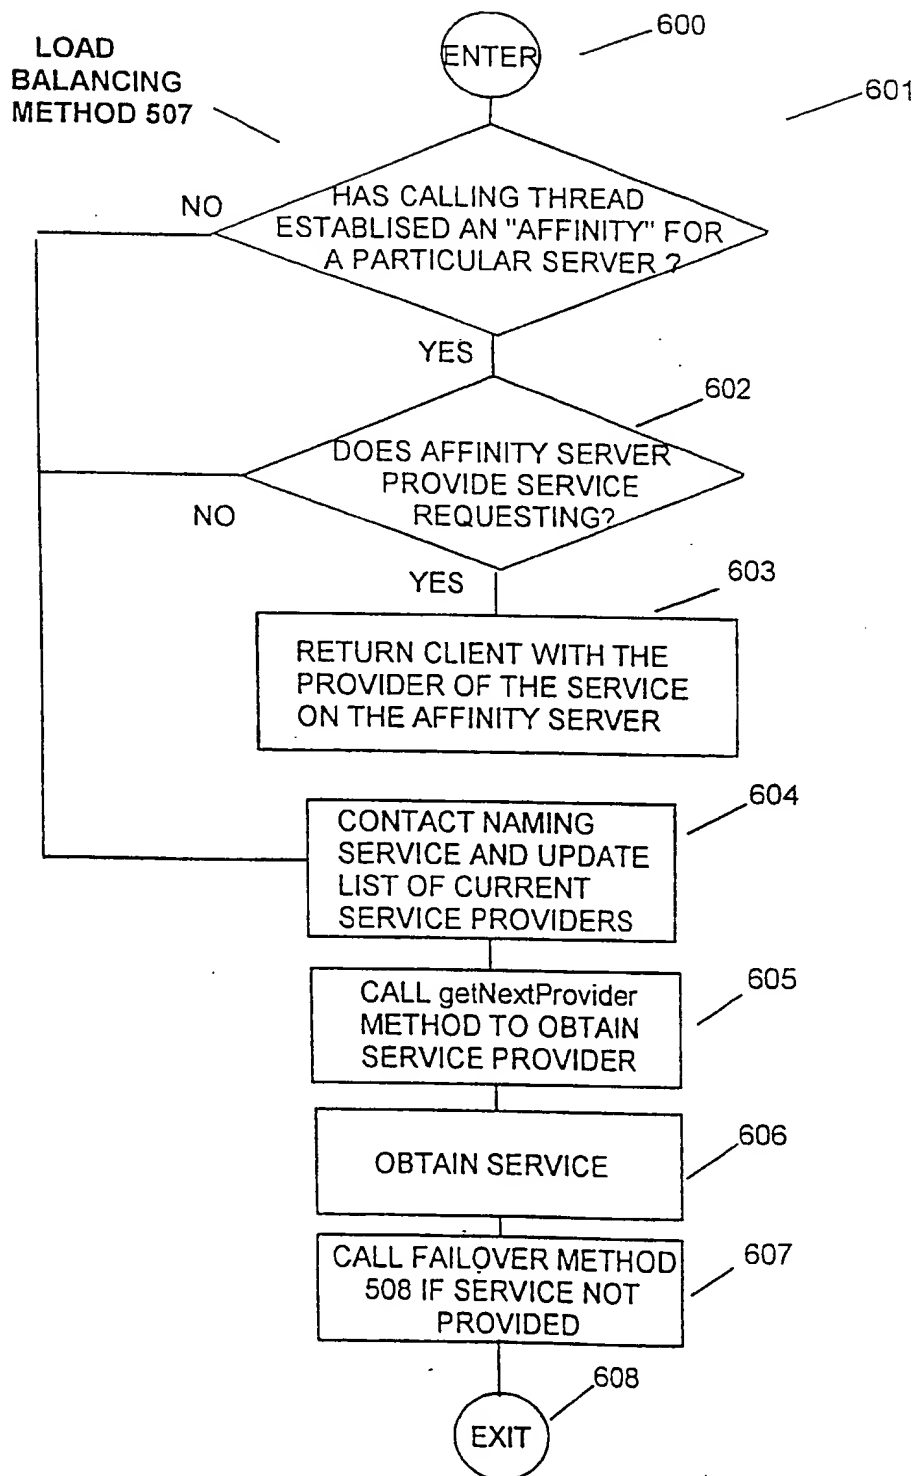 600
ENTER
LOAD
BALANCING
METHOD 507
601
HAS CALLING THREAD
ESTABLISED AN "AFFINITY" FOR
A PARTICULAR SERVER ?
NO
YES
602
DOES AFFINITY SERVER
PROVIDE SERVICE
REQUESTING?
NO
YES
603
RETURN CLIENT WITH THE
PROVIDER OF THE SERVICE
ON THE AFFINITY SERVER
604
CONTACT NAMING
SERVICE AND UPDATE
LIST OF CURRENT
SERVICE PROVIDERS
605
CALL getNextProvider
METHOD TO OBTAIN
SERVICE PROVIDER
606
OBTAIN SERVICE
607
CALL FAILOVER METHOD
508 IF SERVICE NOT
PROVIDED
608
EXIT